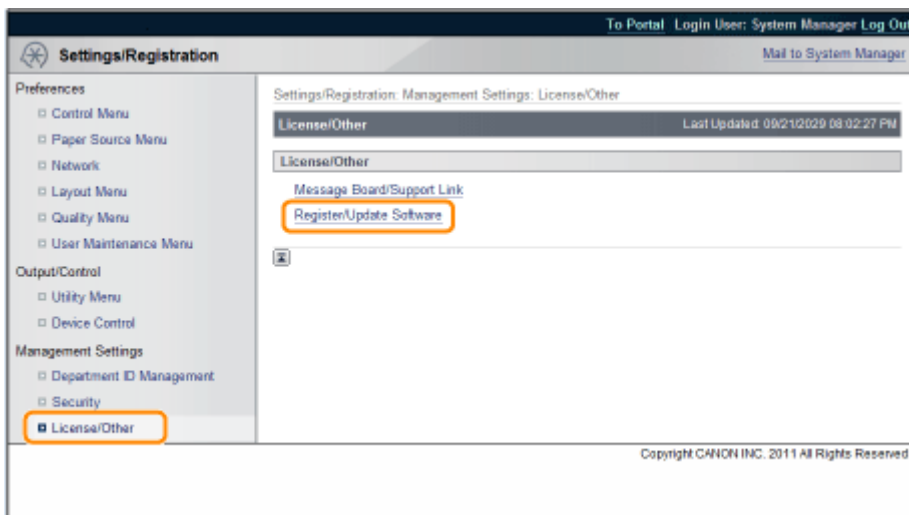 To Portal Login User: System Manager Log Out
Settings/Registration
Mail to System Manager
Preferences
Control Menu
Paper Source Menu
Network
Layout Menu
Quality Menu
User Maintenance Menu
Output/Control
Utility Menu
Device Control
Management Settings
Department ID Management
Security
License/Other
Settings/Registration: Management Settings: License/Other
License/Other Last Updated: 09/21/2029 08:02:27 PM
License/Other
Message Board/Support Link
Register/Update Software
Copyright CANON INC. 2011 All Rights Reserved